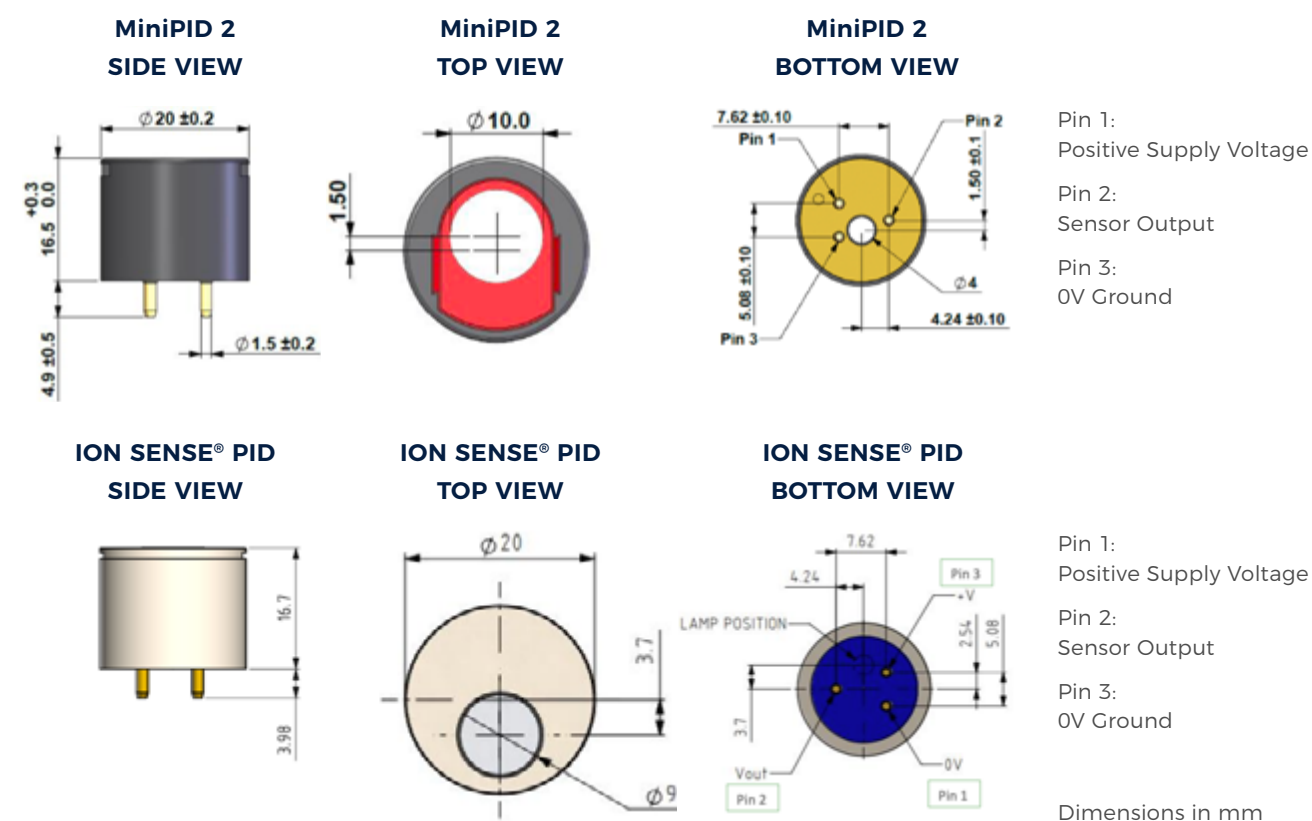 MiniPID 2
SIDE VIEW
MiniPID 2
TOP VIEW
MiniPID 2
BOTTOM VIEW
∅20 ±0.2
+0.3
0.0
16.5
4.9 ±0.5
∅1.5 ±0.2
∅10.0
1.50
7.62 ±0.10
Pin 1
Pin 2
1.50 ±0.1
5.08 ±0.10
∅4
4.24 ±0.10
Pin 3
Pin 1:
Positive Supply Voltage
Pin 2:
Sensor Output
Pin 3:
0V Ground
ION SENSE® PID
SIDE VIEW
ION SENSE® PID
TOP VIEW
ION SENSE® PID
BOTTOM VIEW
16.7
3.98
∅20
3.7
∅9
7.62
4.24
Pin 3
+V
LAMP POSITION
2.54
5.08
3.7
Vout
0V
Pin 2
Pin 1
Pin 1:
Positive Supply Voltage
Pin 2:
Sensor Output
Pin 3:
0V Ground
Dimensions in mm